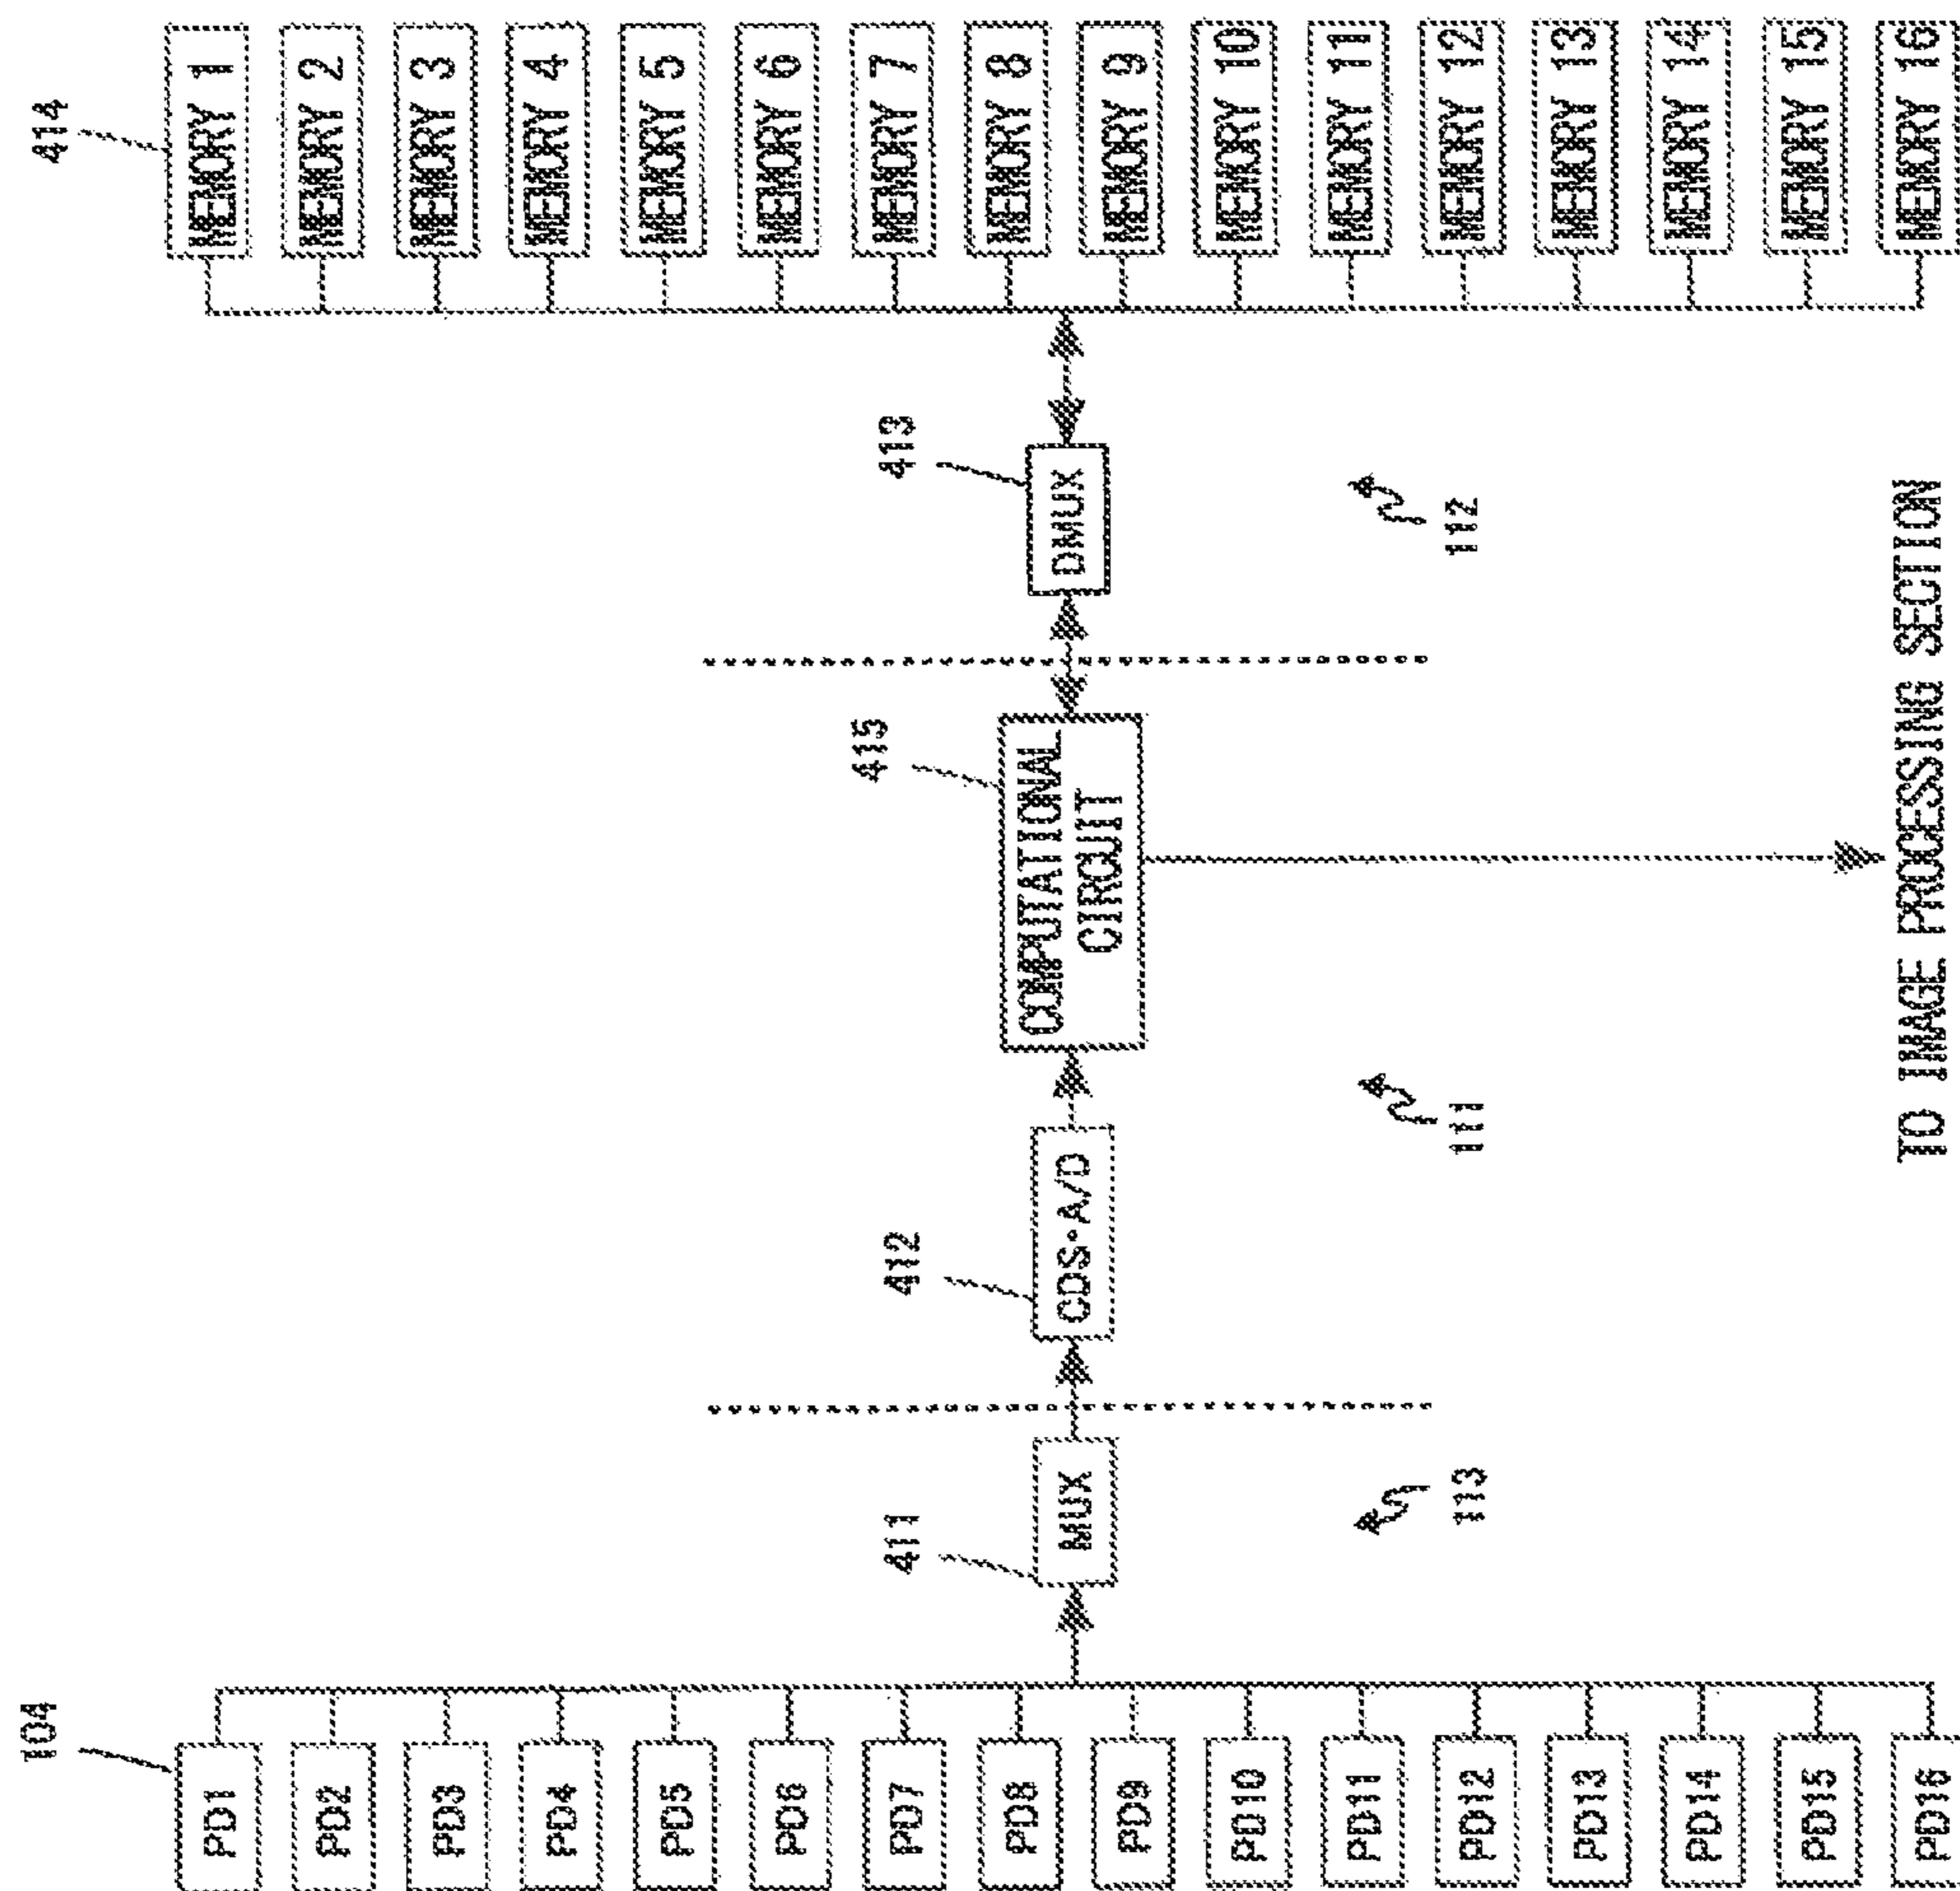 104
PD1
PD2
PD3
PD4
PD5
PD6
PD7
PD8
PD9
PD10
PD11
PD12
PD13
PD14
PD15
PD16
411
MUX
113
412
CDS•A/D
415
COMPUTATIONAL
CIRCUIT
111
TO IMAGE PROCESSING SECTION
413
DMUX
112
414
MEMORY 1
MEMORY 2
MEMORY 3
MEMORY 4
MEMORY 5
MEMORY 6
MEMORY 7
MEMORY 8
MEMORY 9
MEMORY 10
MEMORY 11
MEMORY 12
MEMORY 13
MEMORY 14
MEMORY 15
MEMORY 16